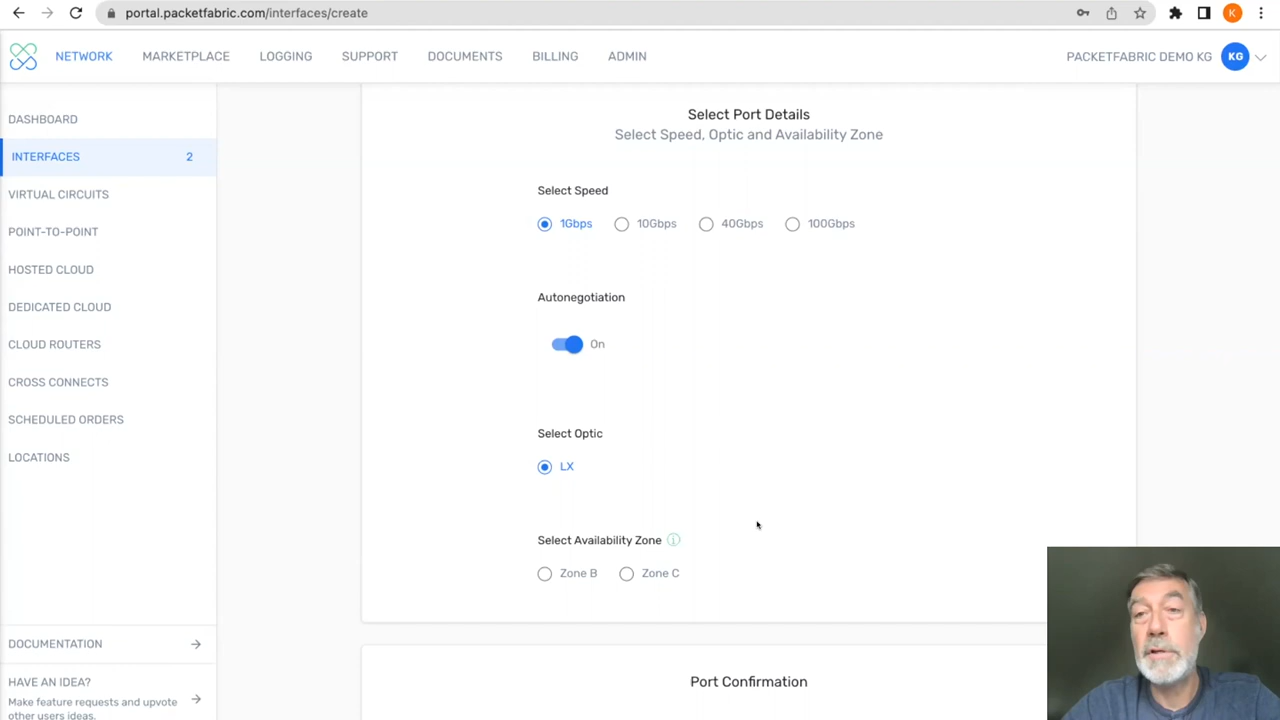 portal.packetfabric.com/interfaces/create
K
NETWORK MARKETPLACE LOGGING SUPPORT DOCUMENTS BILLING ADMIN PACKETFABRIC DEMO KG KG
DASHBOARD
INTERFACES 2
VIRTUAL CIRCUITS
POINT-TO-POINT
HOSTED CLOUD
DEDICATED CLOUD
CLOUD ROUTERS
CROSS CONNECTS
SCHEDULED ORDERS
LOCATIONS
DOCUMENTATION
HAVE AN IDEA?
Make feature requests and upvote
other users ideas.
Select Port Details
Select Speed, Optic and Availability Zone
Select Speed
1Gbps 10Gbps 40Gbps 100Gbps
Autonegotiation
On
Select Optic
LX
Select Availability Zone
Zone B Zone C
Port Confirmation